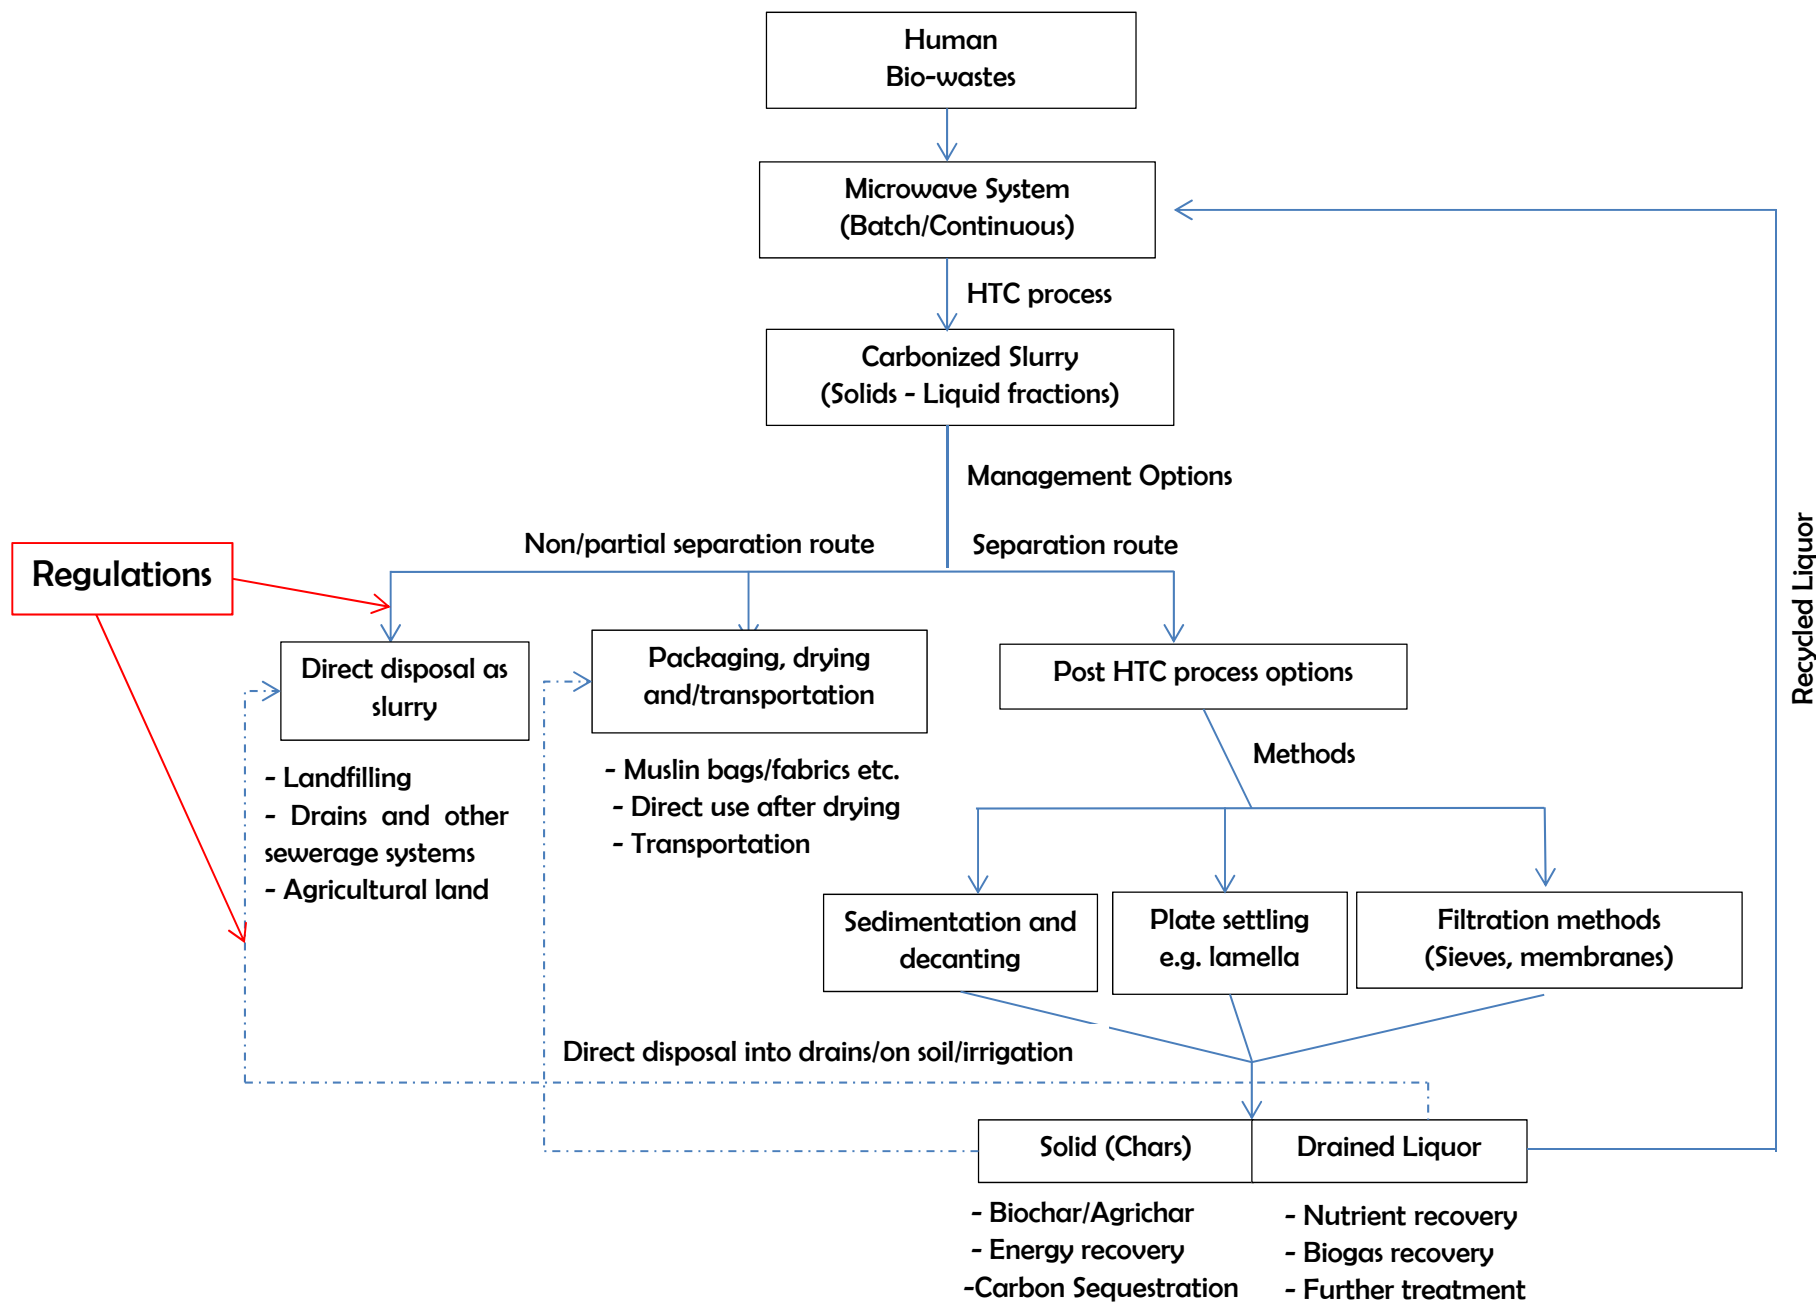 Human
Bio-wastes
Microwave System
(Batch/Continuous)
HTC process
Carbonized Slurry
(Solids - Liquid fractions)
Management Options
Non/partial separation route
Separation route
Regulations
Recycled Liquor
Direct disposal as
slurry
Packaging, drying
and/transportation
Post HTC process options
- Landfilling
- Drains and other
sewerage systems
- Agricultural land
- Muslin bags/fabrics etc.
- Direct use after drying
- Transportation
Methods
Sedimentation and
decanting
Plate settling
e.g. lamella
Filtration methods
(Sieves, membranes)
Direct disposal into drains/on soil/irrigation
Solid (Chars)
Drained Liquor
- Biochar/Agrichar
- Energy recovery
-Carbon Sequestration
- Nutrient recovery
- Biogas recovery
- Further treatment